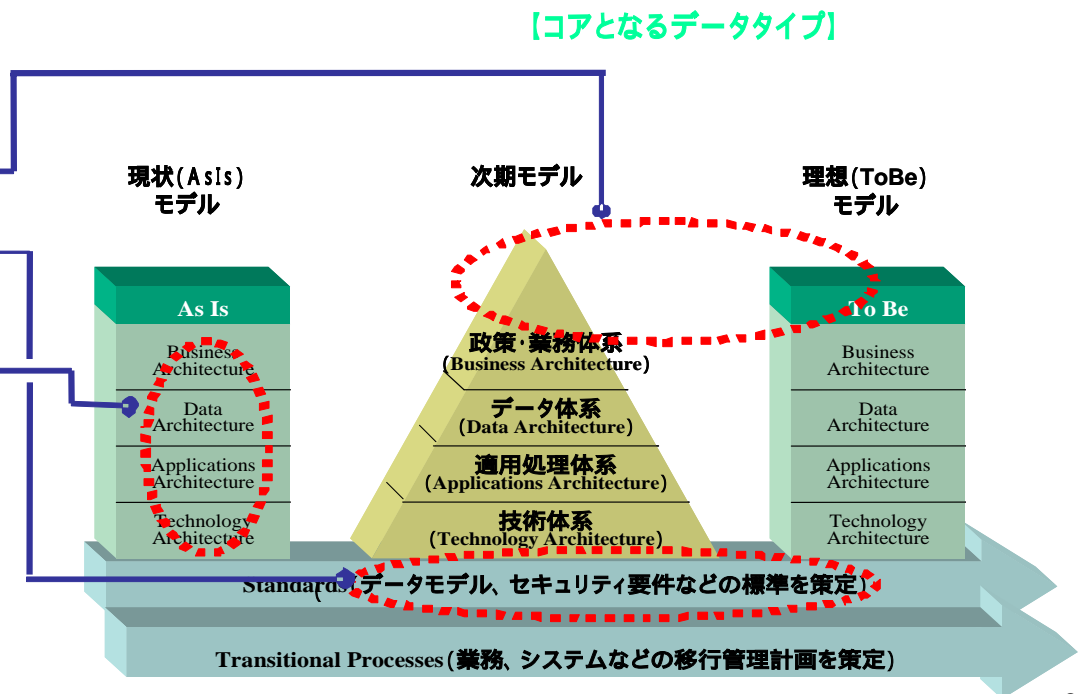 【コアとなるデータタイプ】
現状(AsIs)
モデル
次期モデル
理想(ToBe)
モデル
As Is
Business
Architecture
Data
Architecture
Applications
Architecture
Technology
Architecture
政策・業務体系
(Business Architecture)
データ体系
(Data Architecture)
適用処理体系
(Applications Architecture)
技術体系
(Technology Architecture)
To Be
Business
Architecture
Data
Architecture
Applications
Architecture
Technology
Architecture
Standards(データモデル、セキュリティ要件などの標準を策定)
Transitional Processes(業務、システムなどの移行管理計画を策定)